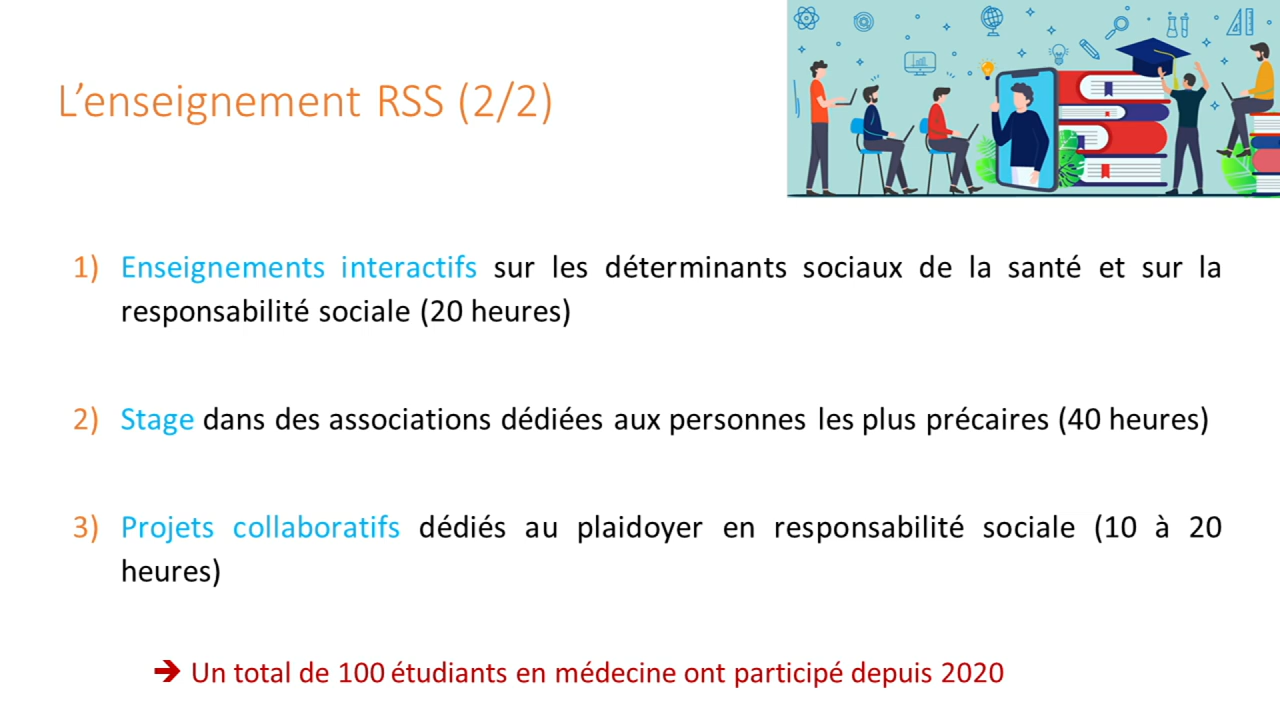 L’enseignement RSS (2/2)
1) Enseignements interactifs sur les déterminants sociaux de la santé et sur la
responsabilité sociale (20 heures)
2) Stage dans des associations dédiées aux personnes les plus précaires (40 heures)
3) Projets collaboratifs dédiés au plaidoyer en responsabilité sociale (10 à 20
heures)
➔ Un total de 100 étudiants en médecine ont participé depuis 2020